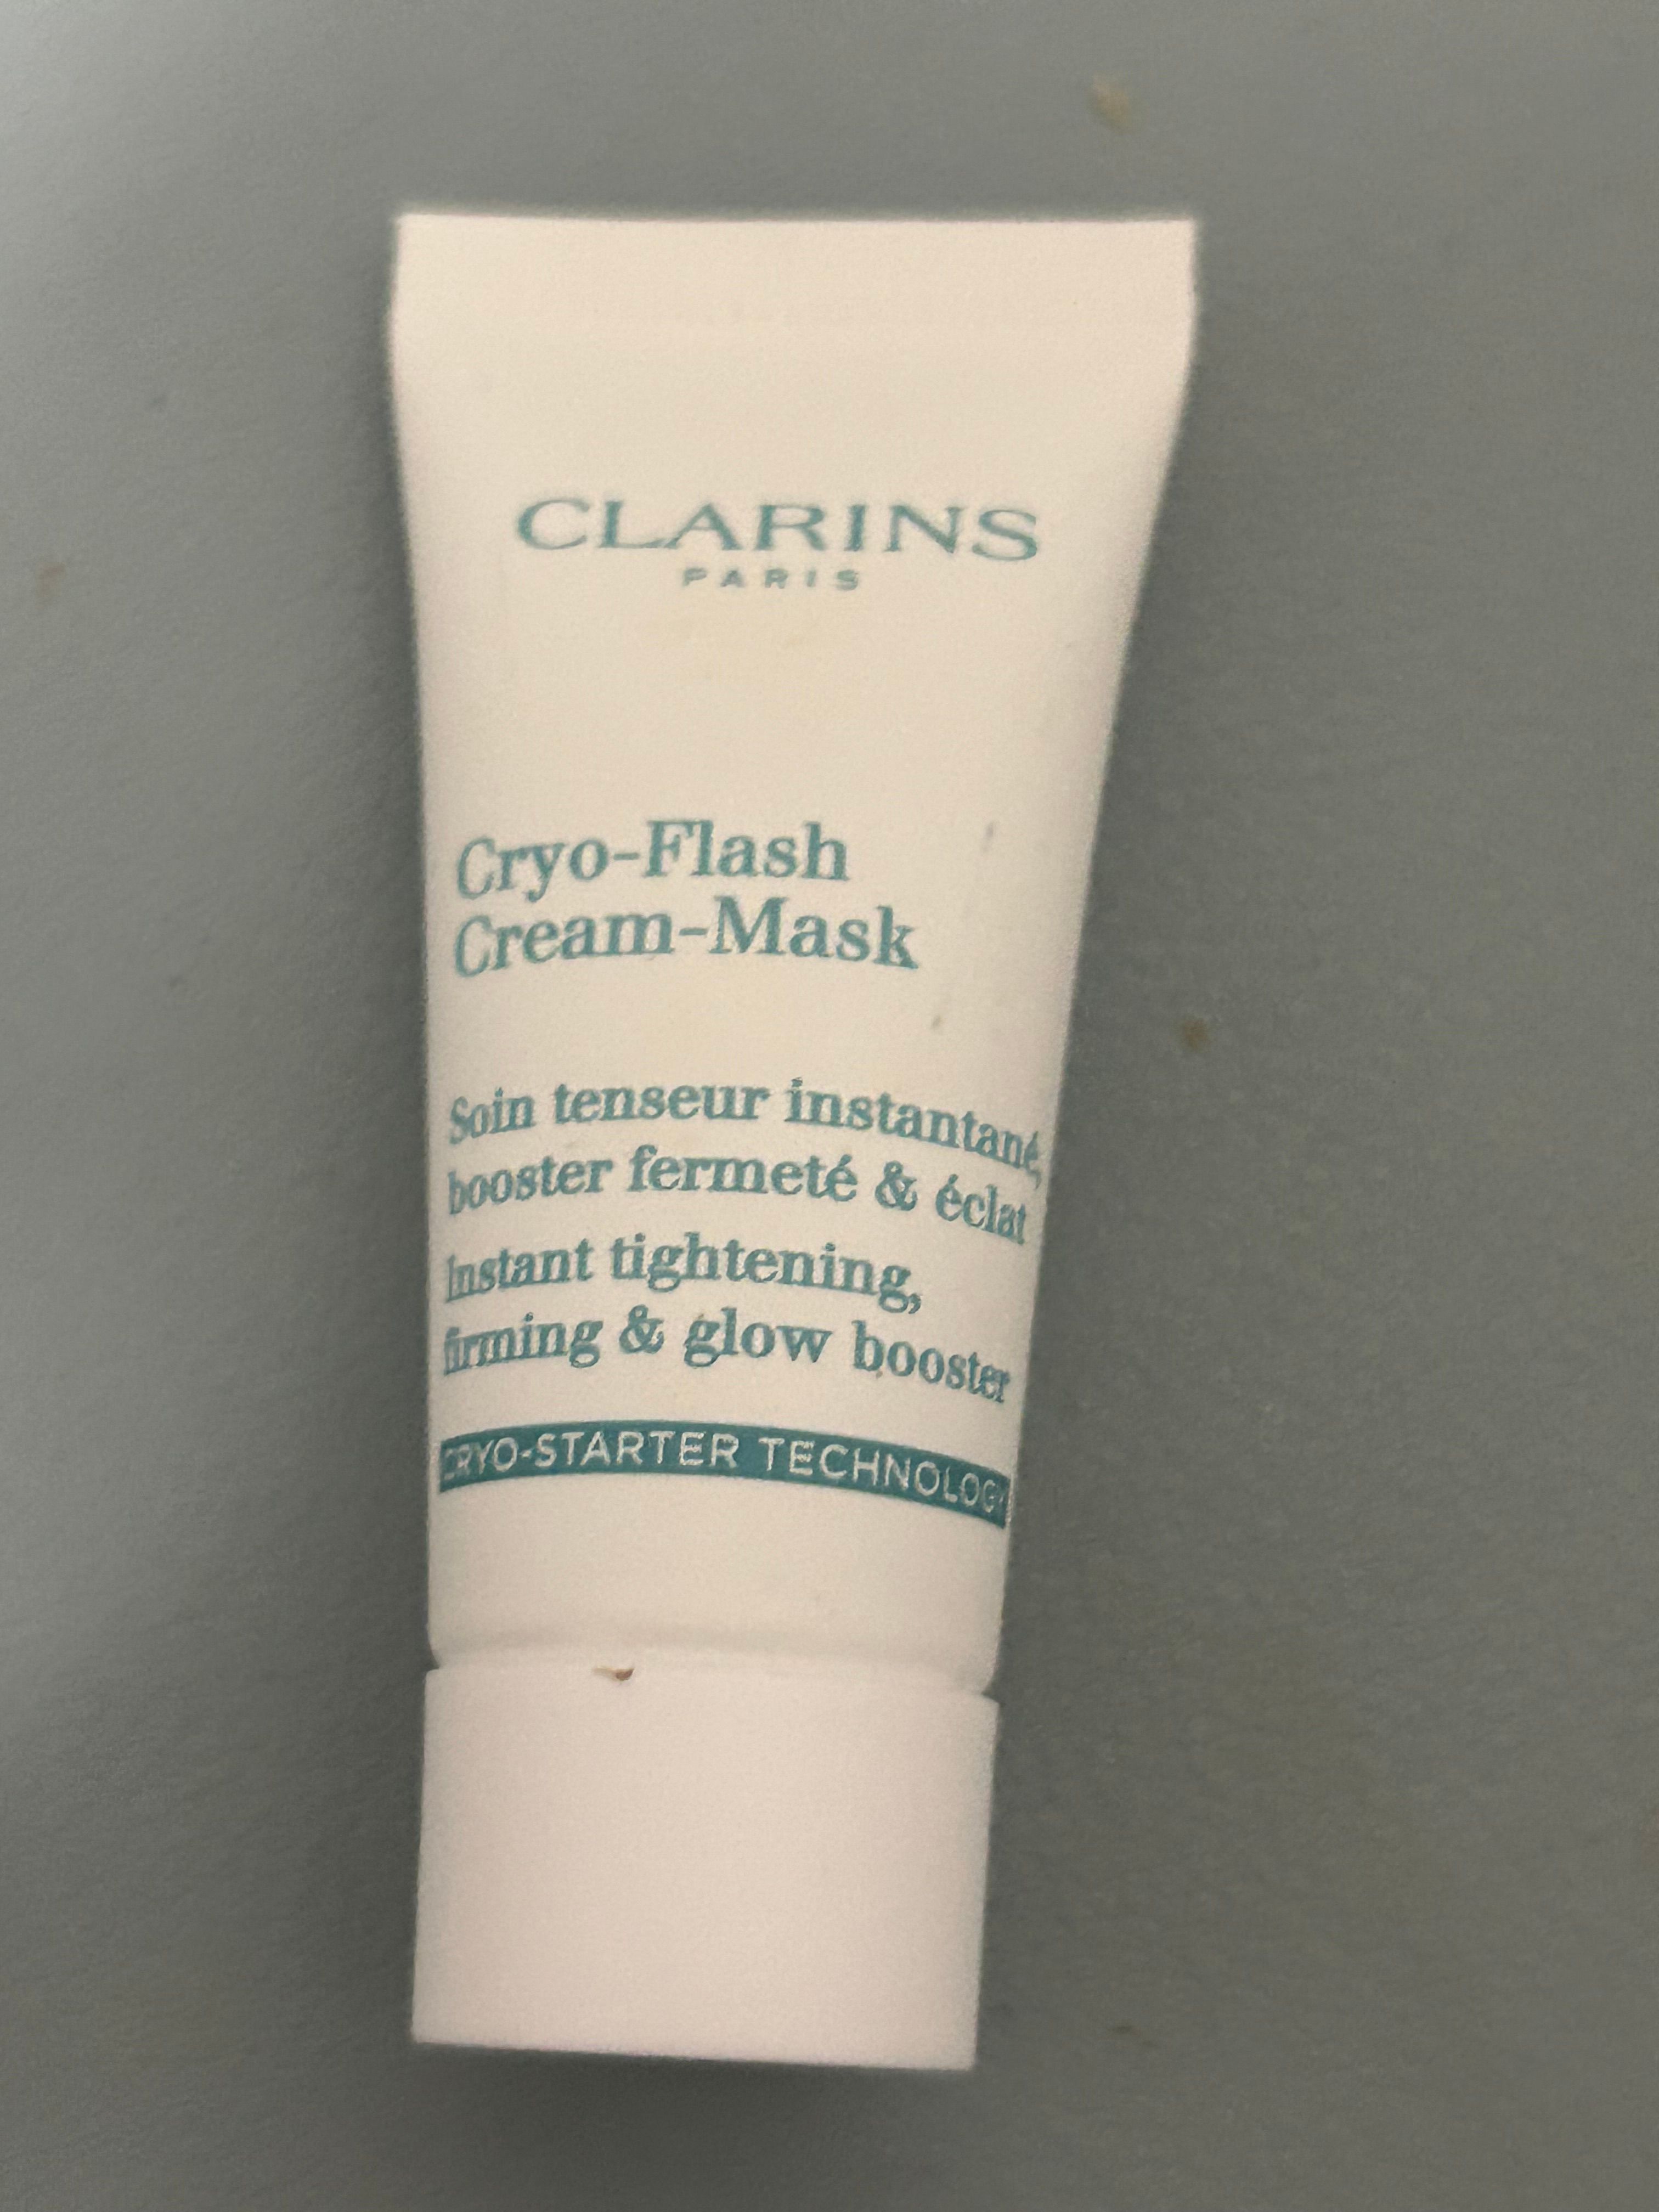 CLARINS
PARIS
Cryo-Flash
Cream-Mask
Soin tenseur instantané,
booster fermeté & éclat
Instant tightening,
firming & glow booster
CRYO-STARTER TECHNOLOGY